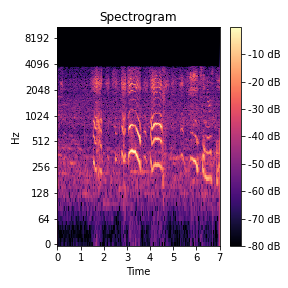 Spectrogram
8192
4096
2048
1024
512
256
128
64
0
Hz
0 1 2 3 4 5 6 7
Time
-10 dB
-20 dB
-30 dB
-40 dB
-50 dB
-60 dB
-70 dB
-80 dB